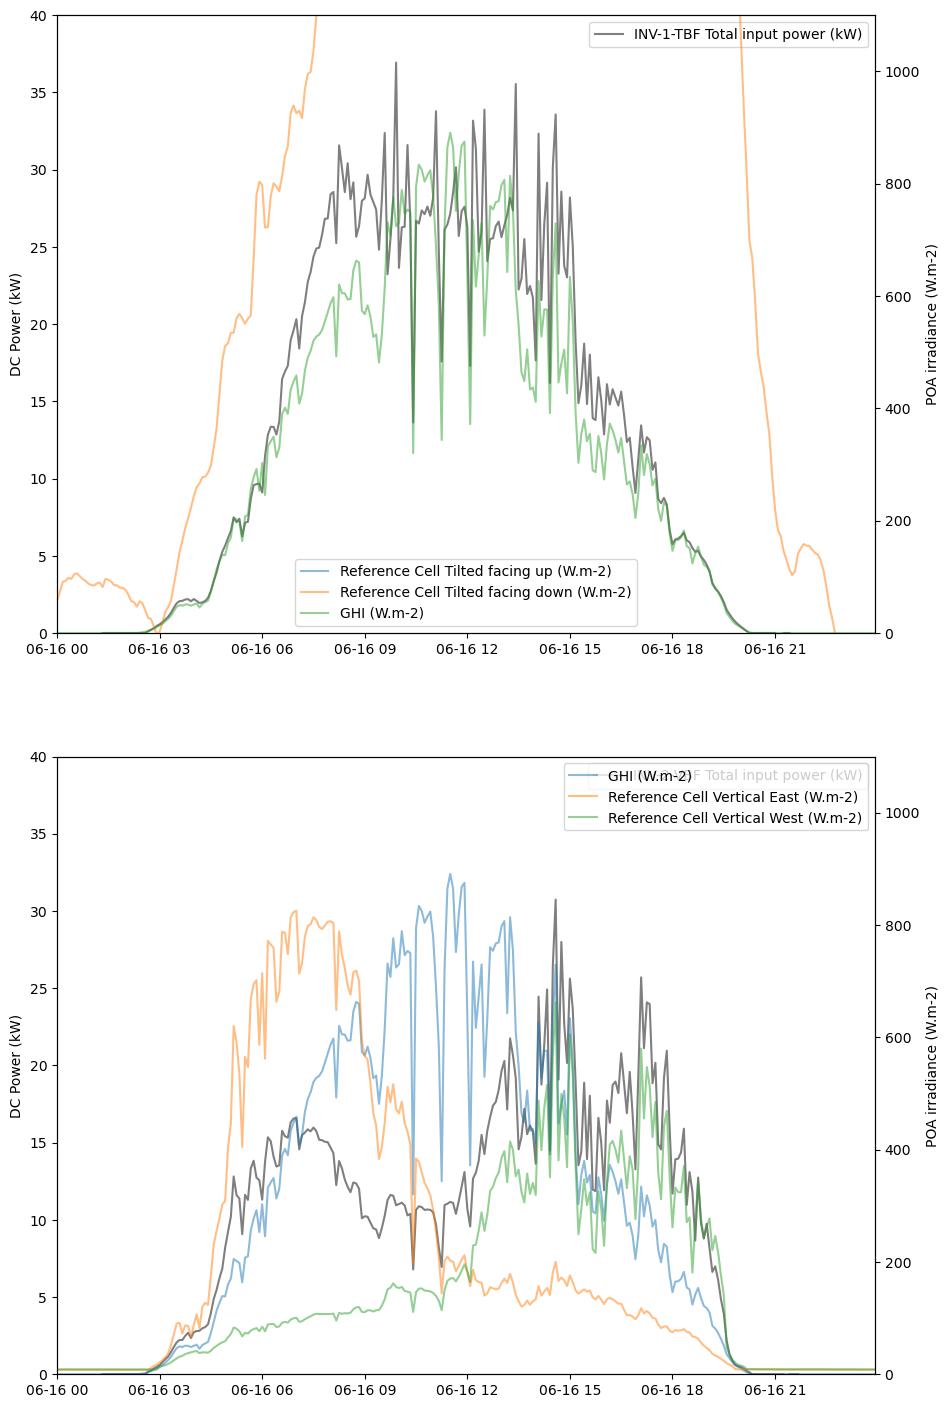 40
35
30
25
20
15
10
5
0
DC Power (kW)
INV-1-TBF Total input power (kW)
1000
800
600
400
200
0
POA irradiance (W.m-2)
Reference Cell Tilted facing up (W.m-2)
Reference Cell Tilted facing down (W.m-2)
GHI (W.m-2)
06-16 00 06-16 03 06-16 06 06-16 09 06-16 12 06-16 15 06-16 18 06-16 21
40
35
30
25
20
15
10
5
0
DC Power (kW)
GHI (W.m-2)
Total input power (kW)
Reference Cell Vertical East (W.m-2)
Reference Cell Vertical West (W.m-2)
1000
800
600
400
200
0
POA irradiance (W.m-2)
06-16 00 06-16 03 06-16 06 06-16 09 06-16 12 06-16 15 06-16 18 06-16 21